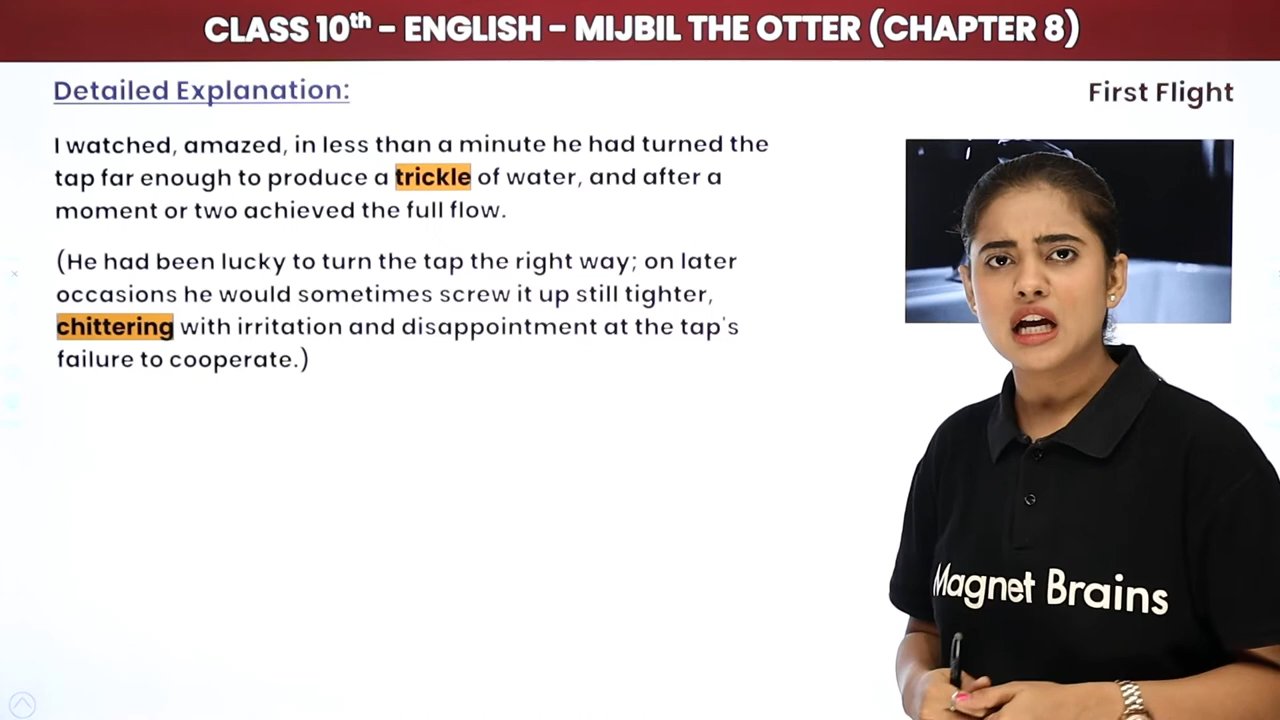 CLASS 10th - ENGLISH - MIJBIL THE OTTER (CHAPTER 8)
Detailed Explanation:
First Flight
I watched, amazed, in less than a minute he had turned the
tap far enough to produce a trickle of water, and after a
moment or two achieved the full flow.
(He had been lucky to turn the tap the right way; on later
occasions he would sometimes screw it up still tighter,
chittering with irritation and disappointment at the tap's
failure to cooperate.)
Magnet Brains